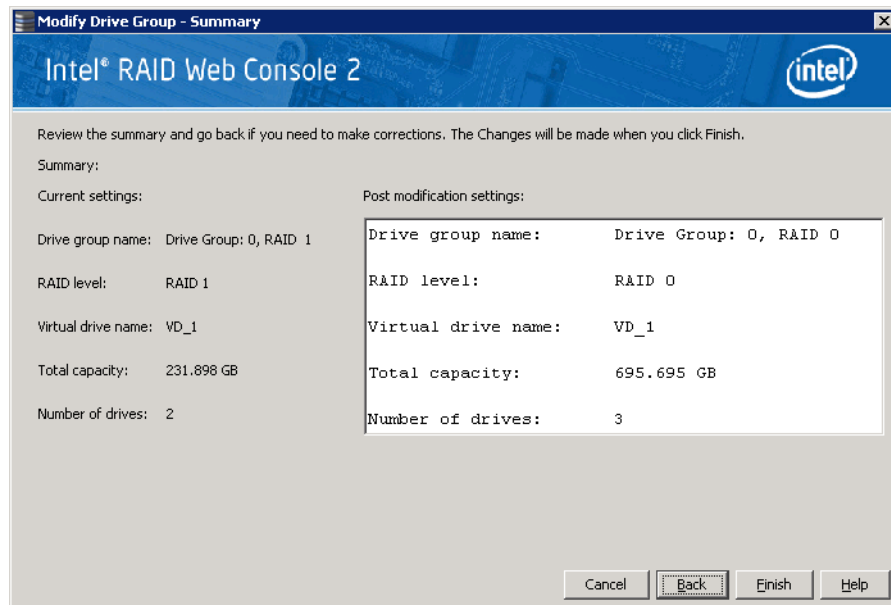 Modify Drive Group - Summary
Intel® RAID Web Console 2
intel
Review the summary and go back if you need to make corrections. The Changes will be made when you click Finish.
Summary:
Current settings:
Drive group name: Drive Group: 0, RAID 1
RAID level: RAID 1
Virtual drive name: VD_1
Total capacity: 231.898 GB
Number of drives: 2
Post modification settings:
Drive group name: Drive Group: 0, RAID 0
RAID level: RAID 0
Virtual drive name: VD_1
Total capacity: 695.695 GB
Number of drives: 3
Cancel Back Finish Help